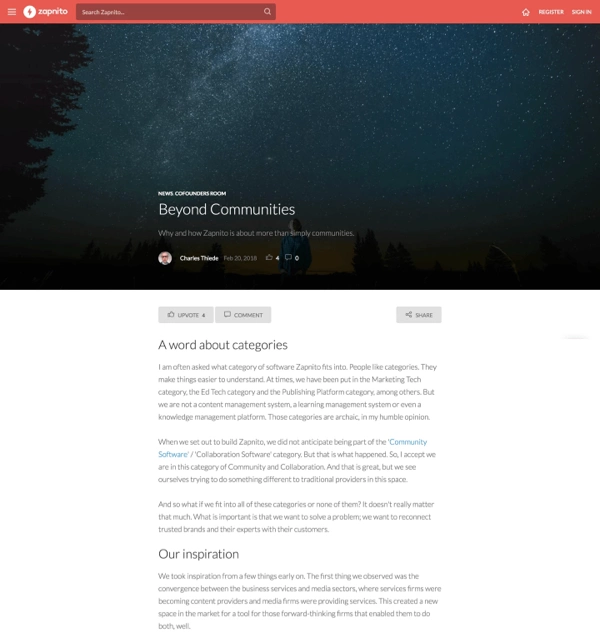 zapnito
Search Zapnito...
REGISTER SIGN IN
NEWS COFOUNDERS ROOM
Beyond Communities
Why and how Zapnito is about more than simply communities.
Charles Thiede Feb 20, 2018 4 0
UPVOTE 4 COMMENT SHARE
A word about categories
I am often asked what category of software Zapnito fits into. People like categories. They
make things easier to understand. At times, we have been put in the Marketing Tech
category, the Ed Tech category and the Publishing Platform category, among others. But
we are not a content management system, a learning management system or even a
knowledge management platform. Those categories are archaic, in my humble opinion.
When we set out to build Zapnito, we did not anticipate being part of the 'Community
Software' / 'Collaboration Software' category. But that is what happened. So, I accept we
are in this category of Community and Collaboration. And that is great, but we see
ourselves trying to do something different to traditional providers in this space.
And so what if we fit into all of these categories or none of them? It doesn't really matter
that much. What is important is that we want to solve a problem; we want to reconnect
trusted brands and their experts with their customers.
Our inspiration
We took inspiration from a few things early on. The first thing we observed was the
convergence between the business services and media sectors, where services firms were
becoming content providers and media firms were providing services. This created a new
space in the market for a tool for those forward-thinking firms that enabled them to do
both, well.